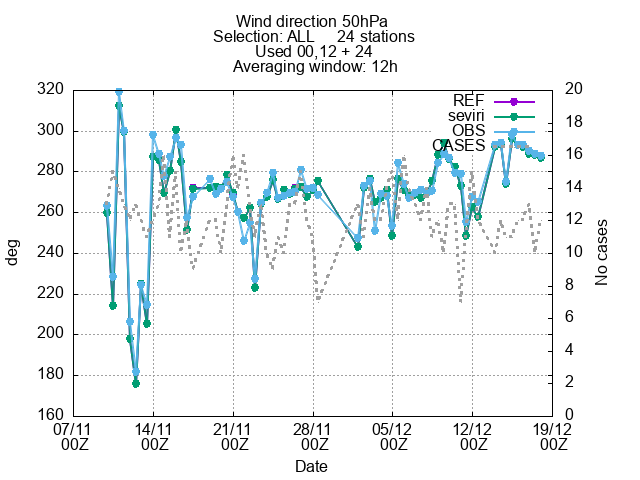 Wind direction 50hPa
Selection: ALL 24 stations
Used 00,12 + 24
Averaging window: 12h
320 20
REF
seviri
OBS
CASES
300 18
280 16
260 14
240 12
220 10
200 8
180 6
160 4
2
0
deg
No cases
07/11 14/11 21/11 28/11 05/12 12/12 19/12
00Z 00Z 00Z 00Z 00Z 00Z 00Z
Date